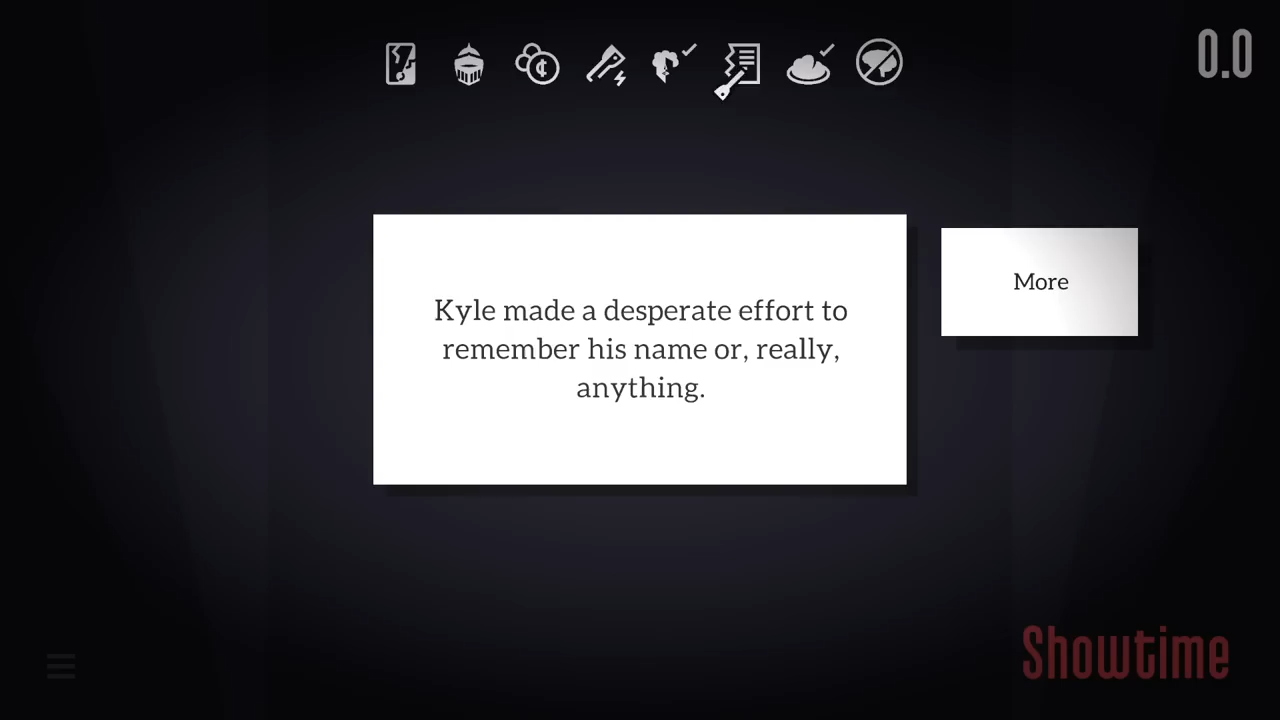 0.0
Kyle made a desperate effort to
remember his name or, really,
anything.
More
Showtime